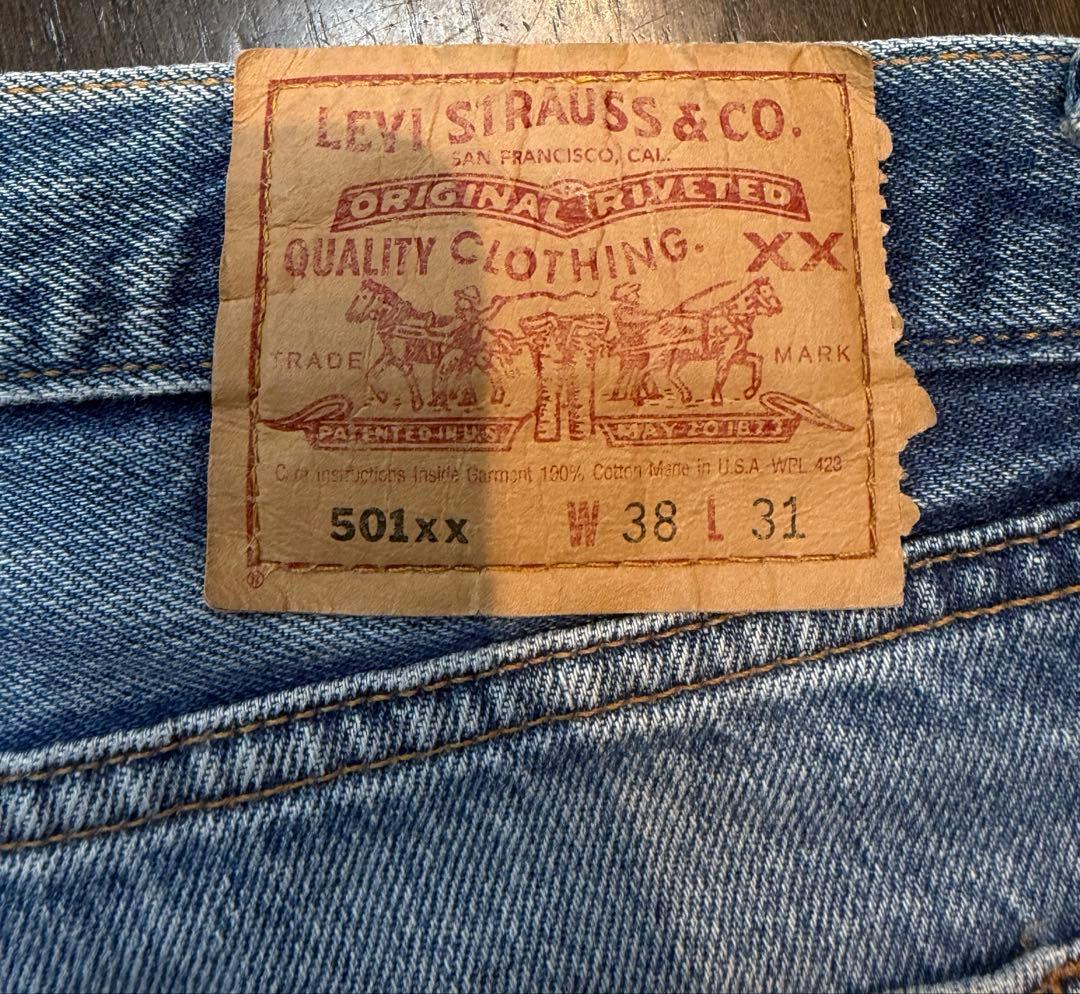 LEVI STRAUSS & CO.
SAN FRANCISCO, CAL.
ORIGINAL RIVETED
QUALITY CLOTHING. XX
TRADE MARK
PATENTED IN U.S. MAY 20 1873
Care instructions Inside Garment 100% Cotton Made in U.S.A. WPL 423
501xx W 38 L 31
®